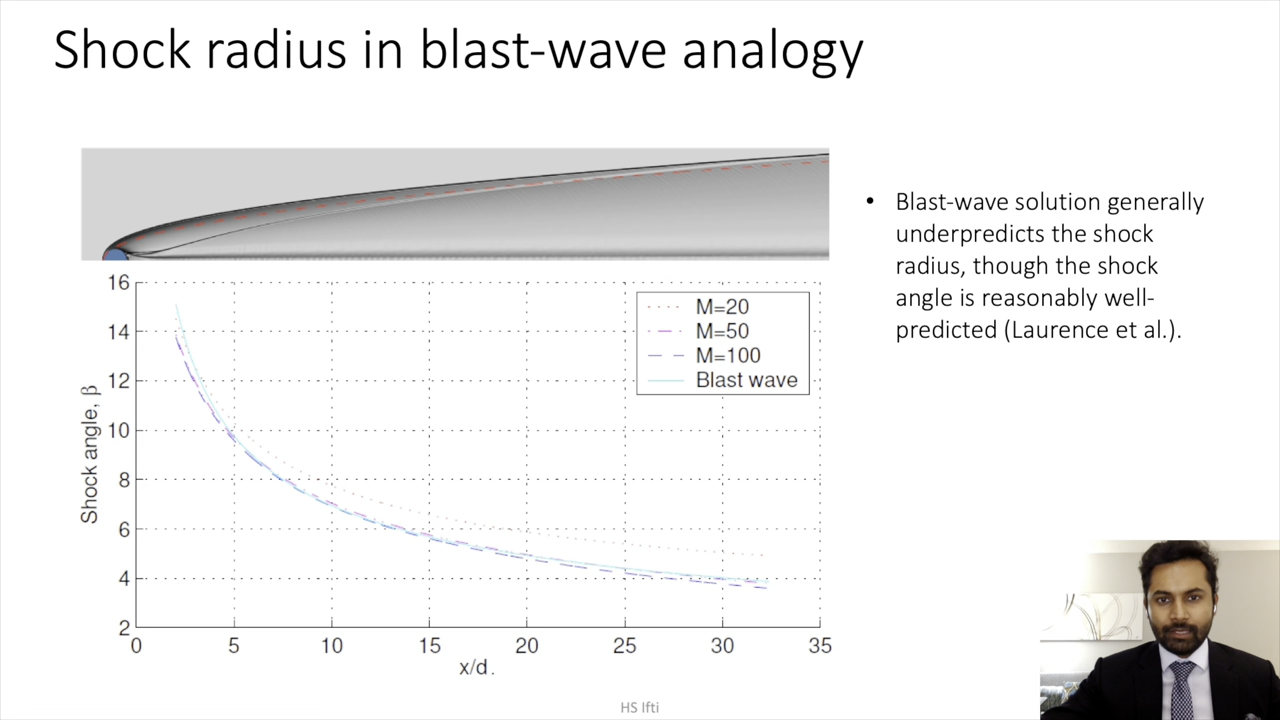 Shock radius in blast-wave analogy
• Blast-wave solution generally
underpredicts the shock
radius, though the shock
angle is reasonably well-
predicted (Laurence et al.).
16
14
12
10
8
6
4
2
Shock angle, β
M=20
M=50
M=100
Blast wave
0 5 10 15 20 25 30 35
x/d.
HS Ifti